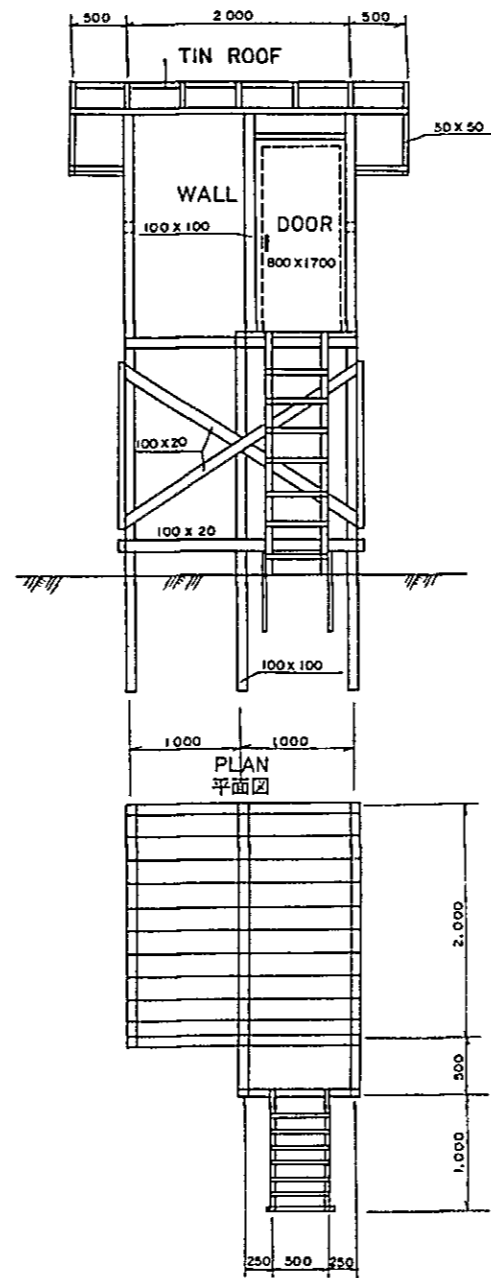 500 2 000 500
TIN ROOF
50 X 50
WALL
100 X 100
DOOR
800 X 1700
100 X 20
100 X 20
100 X 100
1 000 1,000
PLAN
平面図
2,000
500
1,000
250 500 250